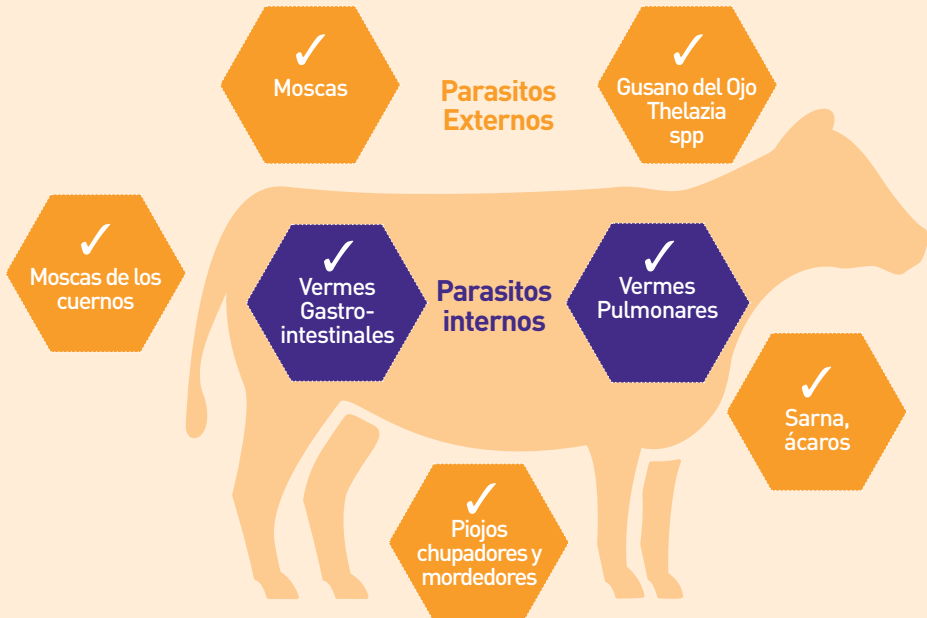 ✓
Moscas
Parasitos
Externos
✓
Gusano del Ojo
Thelazia
spp
✓
Moscas de los
cuernos
✓
Vermes
Gastro-
intestinales
Parasitos
internos
✓
Vermes
Pulmonares
✓
Sarna,
ácaros
✓
Piojos
chupadores y
mordedores